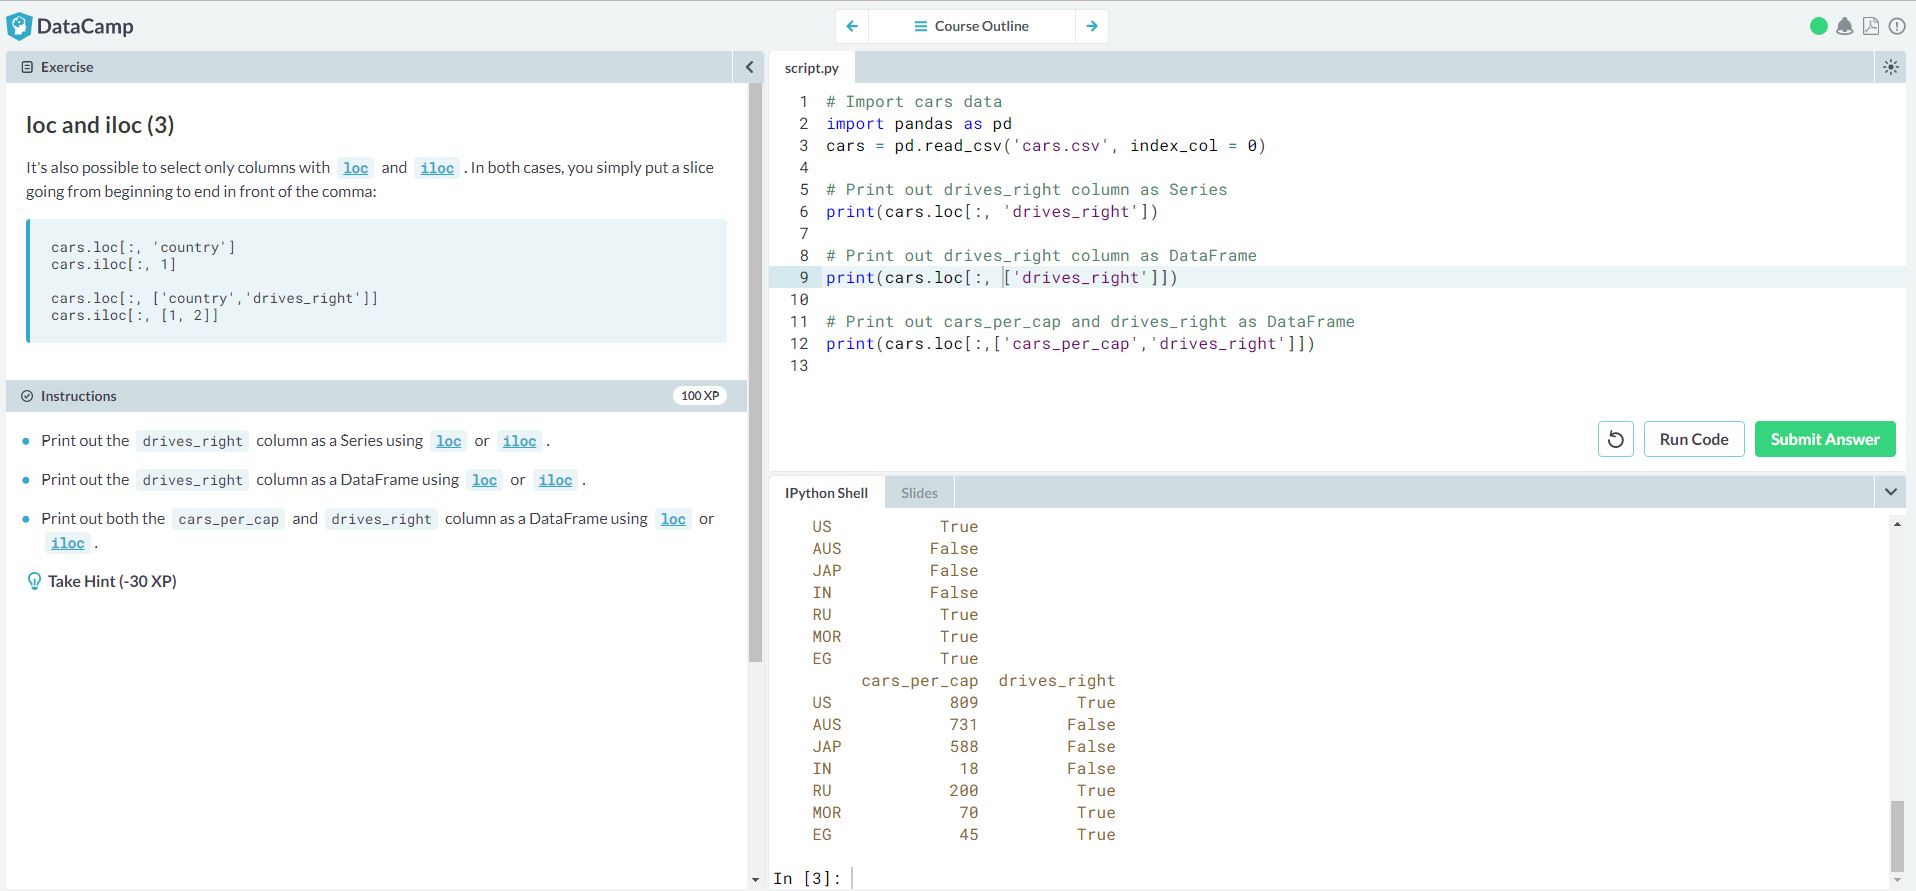 DataCamp
Course Outline
Exercise
loc and iloc (3)
It's also possible to select only columns with loc and iloc . In both cases, you simply put a slice
going from beginning to end in front of the comma:
cars.loc[:, 'country']
cars.iloc[:, 1]
cars.loc[:, ['country','drives_right']]
cars.iloc[:, [1, 2]]
Instructions
100 XP
Print out the drives_right column as a Series using loc or iloc .
Print out the drives_right column as a DataFrame using loc or iloc .
Print out both the cars_per_cap and drives_right column as a DataFrame using loc or
iloc .
Take Hint (-30 XP)
script.py
1 # Import cars data
2 import pandas as pd
3 cars = pd.read_csv('cars.csv', index_col = 0)
4
5 # Print out drives_right column as Series
6 print(cars.loc[:, 'drives_right'])
7
8 # Print out drives_right column as DataFrame
9 print(cars.loc[:, ['drives_right']])
10
11 # Print out cars_per_cap and drives_right as DataFrame
12 print(cars.loc[:,['cars_per_cap','drives_right']])
13
Run Code
Submit Answer
IPython Shell
Slides
US True
AUS False
JAP False
IN False
RU True
MOR True
EG True
cars_per_cap drives_right
US 809 True
AUS 731 False
JAP 588 False
IN 18 False
RU 200 True
MOR 70 True
EG 45 True
In [3]: